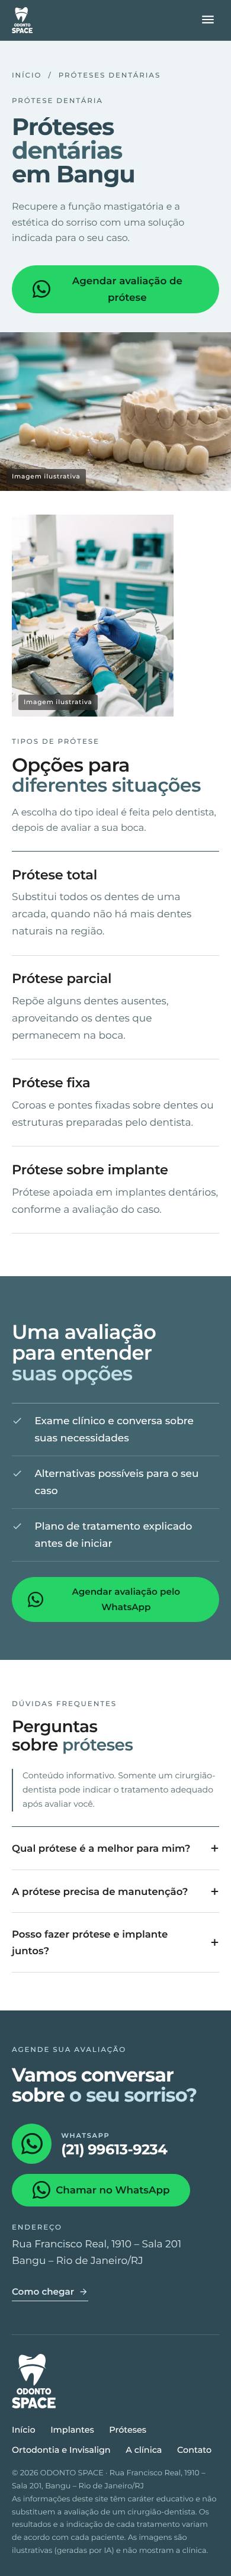 ODONTO
SPACE
INÍCIO / PRÓTESES DENTÁRIAS
PRÓTESE DENTÁRIA
Próteses
dentárias
em Bangu
Recupere a função mastigatória e a
estética do sorriso com uma solução
indicada para o seu caso.
Agendar avaliação de
prótese
Imagem ilustrativa
Imagem ilustrativa
TIPOS DE PRÓTESE
Opções para
diferentes situações
A escolha do tipo ideal é feita pelo dentista,
depois de avaliar a sua boca.
Prótese total
Substitui todos os dentes de uma
arcada, quando não há mais dentes
naturais na região.
Prótese parcial
Repõe alguns dentes ausentes,
aproveitando os dentes que
permanecem na boca.
Prótese fixa
Coroas e pontes fixadas sobre dentes ou
estruturas preparadas pelo dentista.
Prótese sobre implante
Prótese apoiada em implantes dentários,
conforme a avaliação do caso.
Uma avaliação
para entender
suas opções
Exame clínico e conversa sobre
suas necessidades
Alternativas possíveis para o seu
caso
Plano de tratamento explicado
antes de iniciar
Agendar avaliação pelo
WhatsApp
DÚVIDAS FREQUENTES
Perguntas
sobre próteses
Conteúdo informativo. Somente um cirurgião-
dentista pode indicar o tratamento adequado
após avaliar você.
Qual prótese é a melhor para mim? +
A prótese precisa de manutenção? +
Posso fazer prótese e implante
juntos? +
AGENDE SUA AVALIAÇÃO
Vamos conversar
sobre o seu sorriso?
WHATSAPP
(21) 99613-9234
Chamar no WhatsApp
ENDEREÇO
Rua Francisco Real, 1910 – Sala 201
Bangu – Rio de Janeiro/RJ
Como chegar →
ODONTO
SPACE
Início Implantes Próteses
Ortodontia e Invisalign A clínica Contato
© 2026 ODONTO SPACE · Rua Francisco Real, 1910 –
Sala 201, Bangu – Rio de Janeiro/RJ
As informações deste site têm caráter educativo e não
substituem a avaliação de um cirurgião-dentista. Os
resultados e a indicação de cada tratamento variam
de acordo com cada paciente. As imagens são
ilustrativas (geradas por IA) e não mostram a clínica.